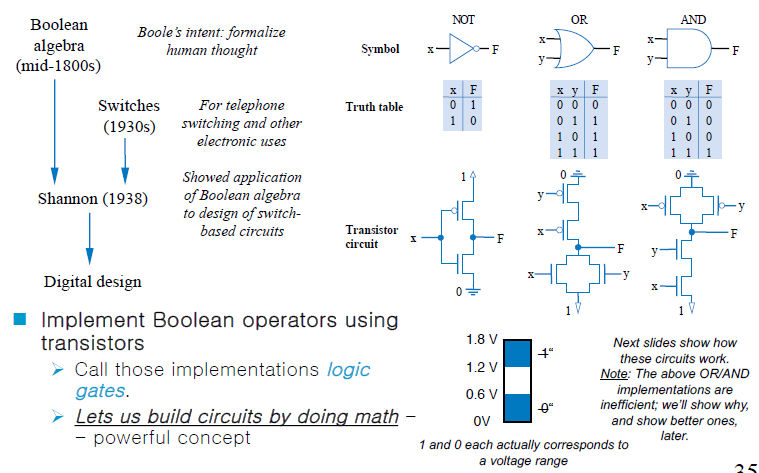 Boolean
algebra
(mid-1800s)
Boole's intent: formalize
human thought
Switches
(1930s)
For telephone
switching and other
electronic uses
Shannon (1938)
Showed application
of Boolean algebra
to design of switch-
based circuits
Digital design
NOT
OR
AND
Symbol
x
F
x
y
F
x
y
F
Truth table
x F
0 1
1 0
x y F
0 0 0
0 1 1
1 0 1
1 1 1
x y F
0 0 0
0 1 0
1 0 0
1 1 1
Transistor
circuit
1
x
F
0
0
y
x
F
x
y
1
0
x
y
F
y
x
1
Implement Boolean operators using
transistors
Call those implementations logic
gates.
Lets us build circuits by doing math –
– powerful concept
1.8 V
1.2 V
0.6 V
0V
„1“
„0“
1 and 0 each actually corresponds to
a voltage range
Next slides show how
these circuits work.
Note: The above OR/AND
implementations are
inefficient; we'll show why,
and show better ones,
later.
35